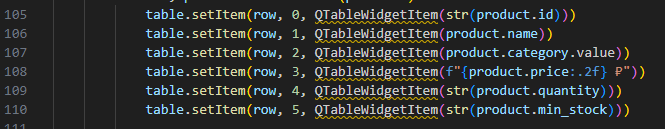 105 table.setItem(row, 0, QTableWidgetItem(str(product.id)))
106 table.setItem(row, 1, QTableWidgetItem(product.name))
107 table.setItem(row, 2, QTableWidgetItem(product.category.value))
108 table.setItem(row, 3, QTableWidgetItem(f"{product.price:.2f} ₽"))
109 table.setItem(row, 4, QTableWidgetItem(str(product.quantity)))
110 table.setItem(row, 5, QTableWidgetItem(str(product.min_stock)))
111